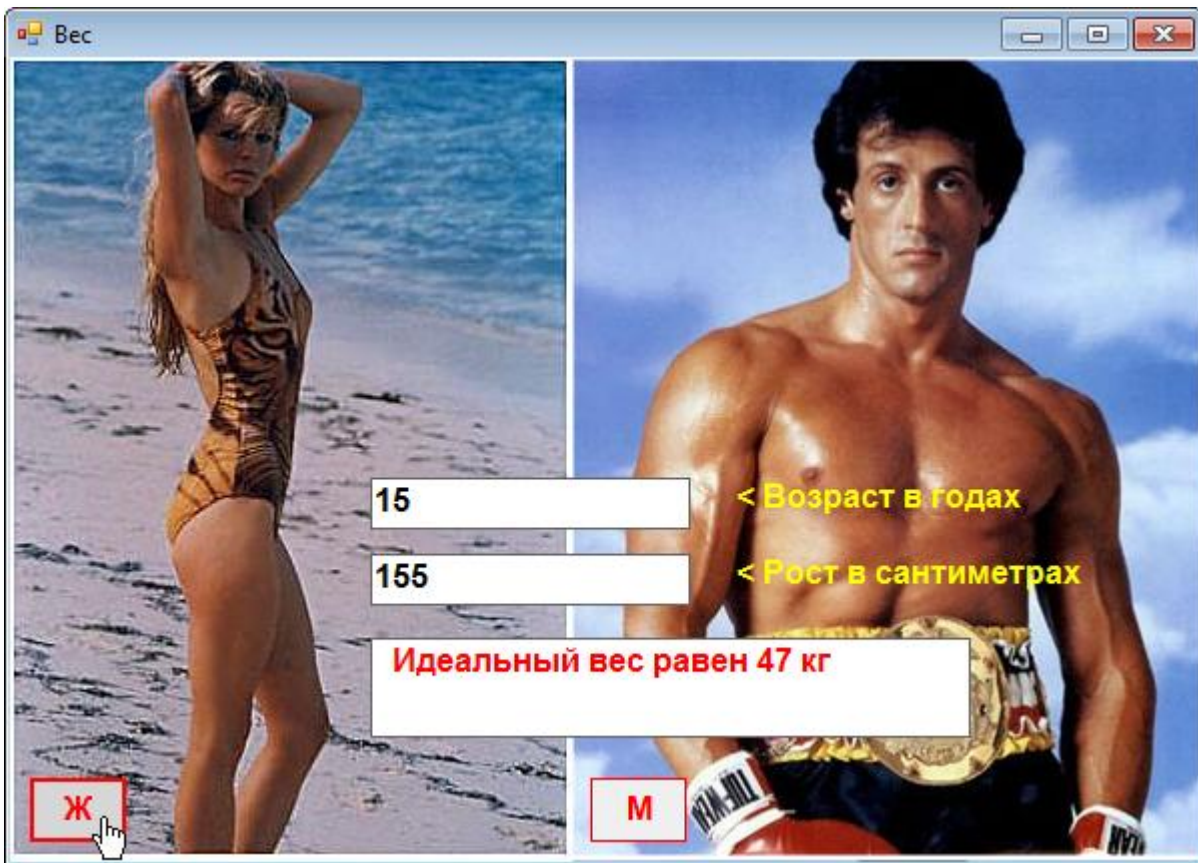 Вес
15
< Возраст в годах
155
< Рост в сантиметрах
Идеальный вес равен 47 кг
Ж
М